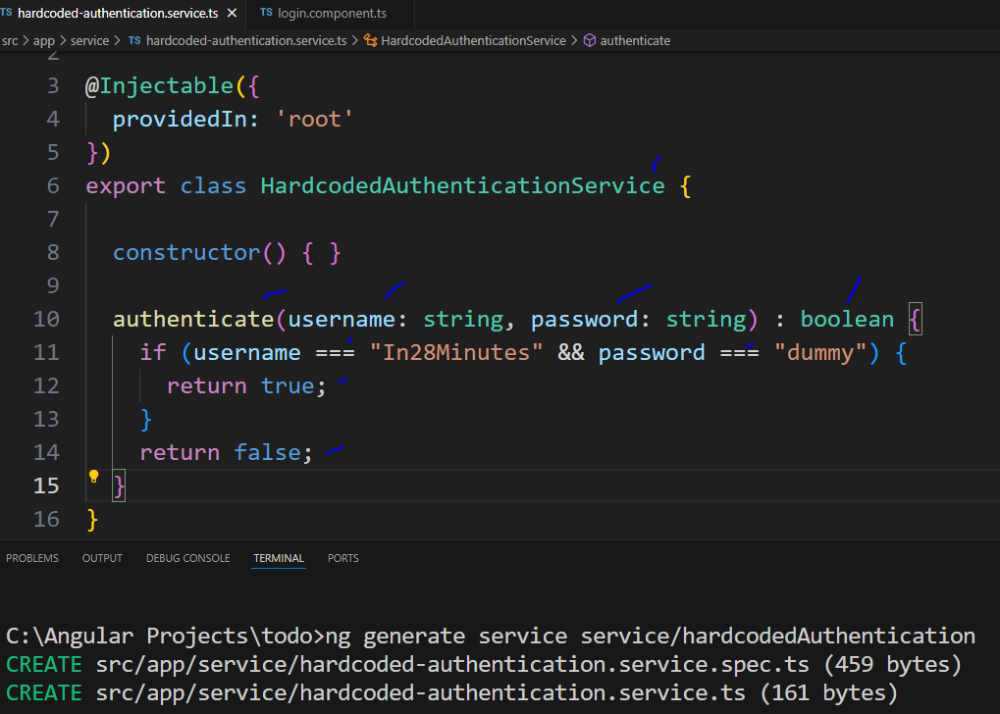 TS hardcoded-authentication.service.ts × TS login.component.ts
src > app > service > TS hardcoded-authentication.service.ts > HardcodedAuthenticationService > authenticate
2
3 @Injectable({
4 providedIn: 'root'
5 })
6 export class HardcodedAuthenticationService {
7
8 constructor() { }
9
10 authenticate(username: string, password: string) : boolean {
11 if (username === "In28Minutes" && password === "dummy") {
12 return true;
13 }
14 return false;
15 }
16 }
PROBLEMS OUTPUT DEBUG CONSOLE TERMINAL PORTS
C:\Angular Projects\todo>ng generate service service/hardcodedAuthentication
CREATE src/app/service/hardcoded-authentication.service.spec.ts (459 bytes)
CREATE src/app/service/hardcoded-authentication.service.ts (161 bytes)